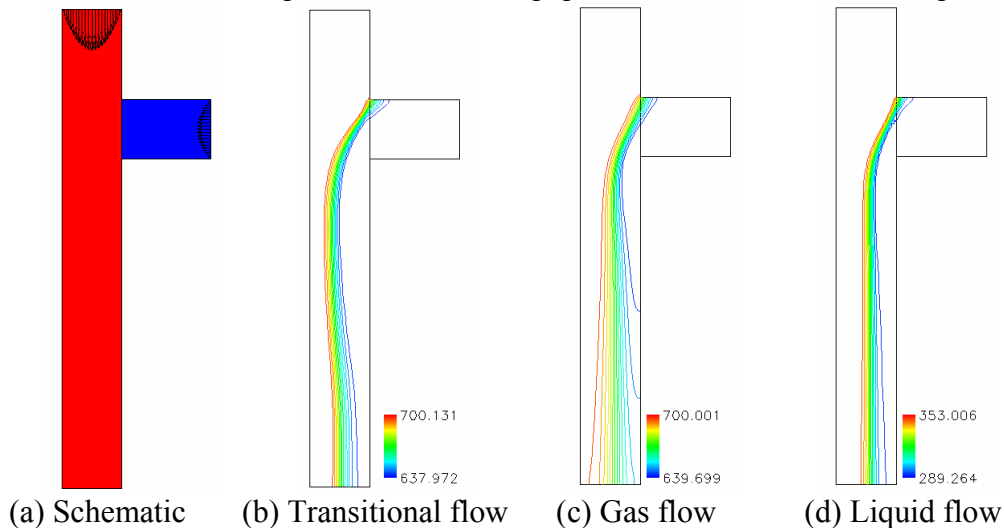 700.131
637.972
700.001
639.699
353.006
289.264
(a) Schematic
(b) Transitional flow
(c) Gas flow
(d) Liquid flow